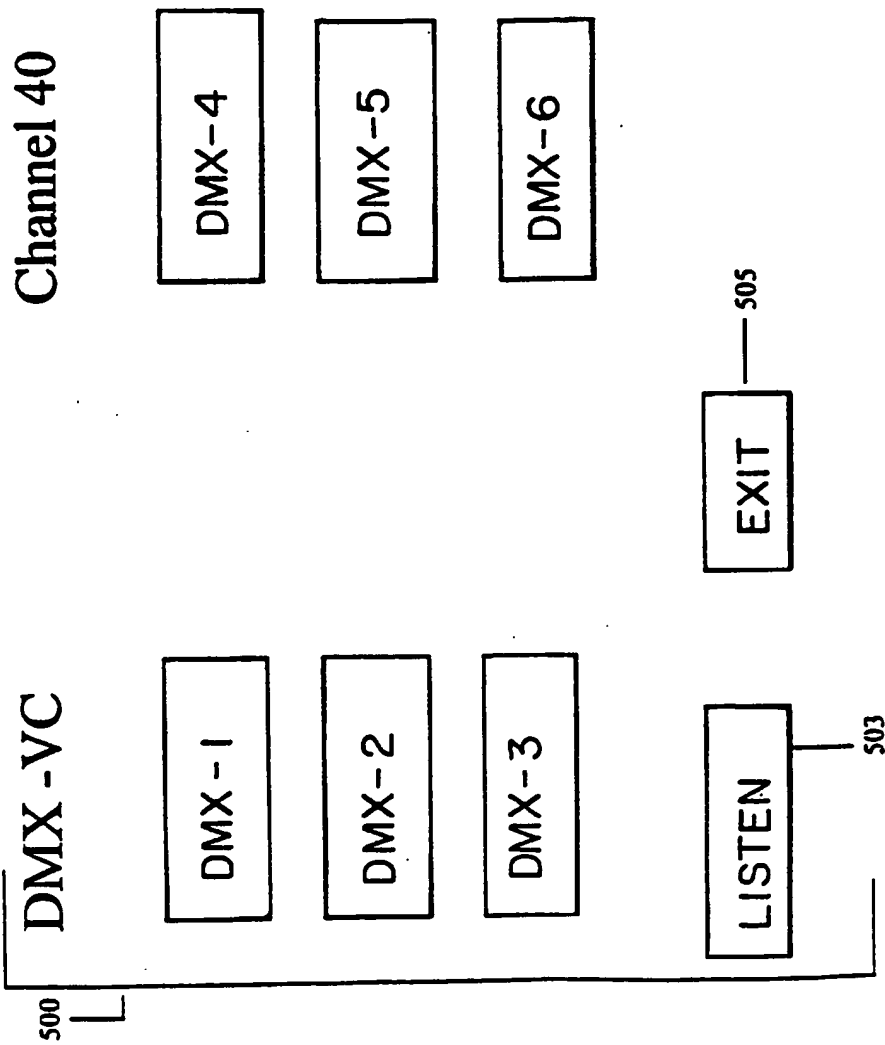 500
DMX-VC Channel 40
DMX-1 DMX-4
DMX-2 DMX-5
DMX-3 DMX-6
LISTEN EXIT
505
503